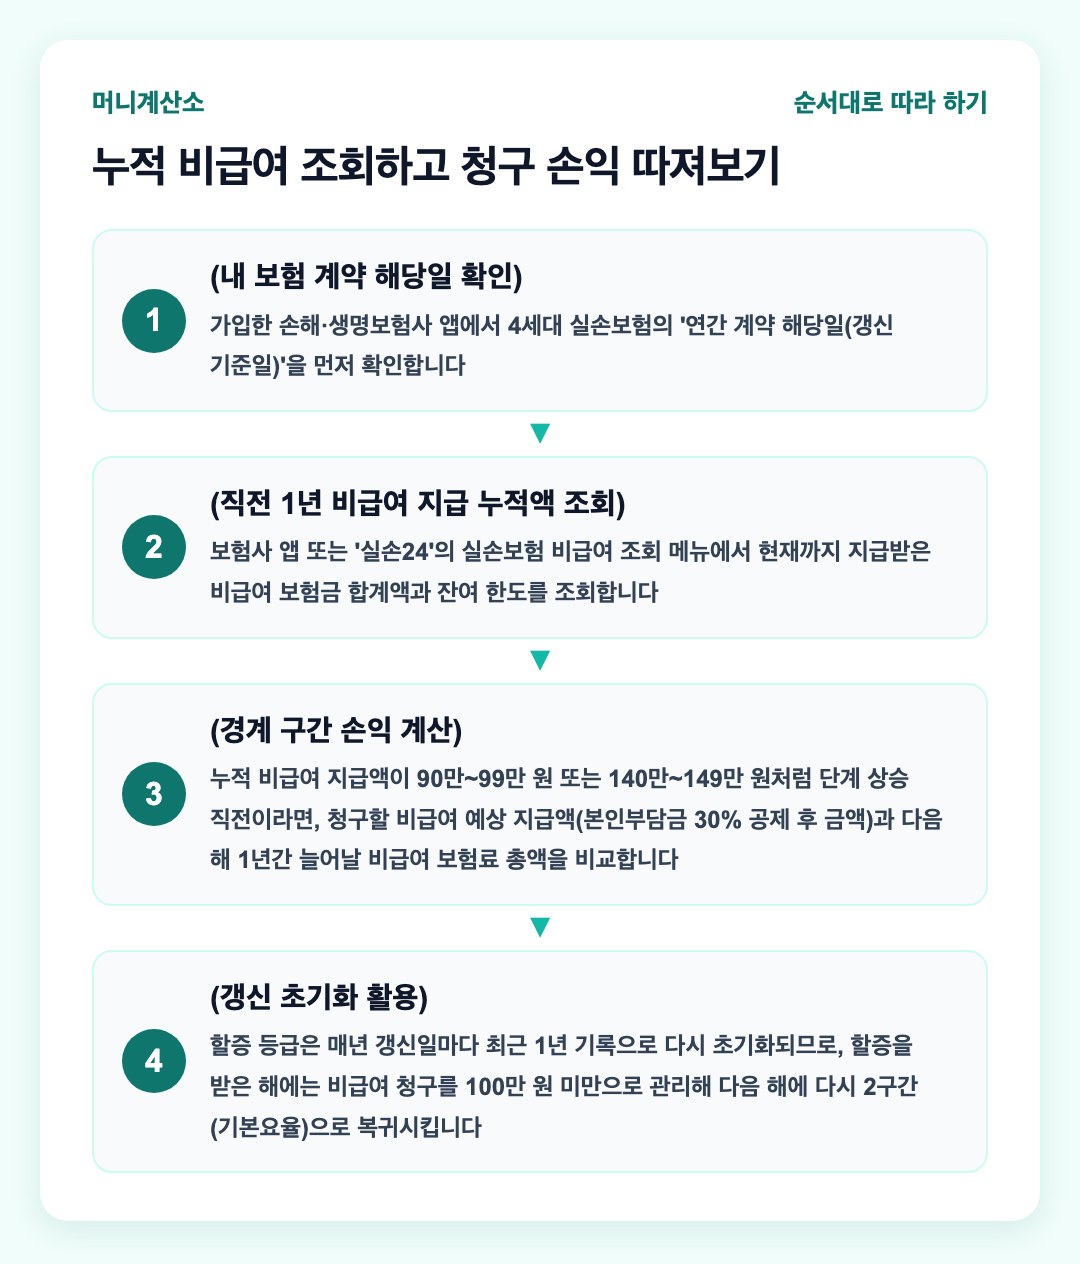 머니계산소
순서대로 따라 하기
누적 비급여 조회하고 청구 손익 따져보기
1
(내 보험 계약 해당일 확인)
가입한 손해·생명보험사 앱에서 4세대 실손보험의 '연간 계약 해당일(갱신
기준일)'을 먼저 확인합니다
▼
2
(직전 1년 비급여 지급 누적액 조회)
보험사 앱 또는 '실손24'의 실손보험 비급여 조회 메뉴에서 현재까지 지급받은
비급여 보험금 합계액과 잔여 한도를 조회합니다
▼
3
(경계 구간 손익 계산)
누적 비급여 지급액이 90만~99만 원 또는 140만~149만 원처럼 단계 상승
직전이라면, 청구할 비급여 예상 지급액(본인부담금 30% 공제 후 금액)과 다음
해 1년간 늘어날 비급여 보험료 총액을 비교합니다
▼
4
(갱신 초기화 활용)
할증 등급은 매년 갱신일마다 최근 1년 기록으로 다시 초기화되므로, 할증을
받은 해에는 비급여 청구를 100만 원 미만으로 관리해 다음 해에 다시 2구간
(기본요율)으로 복귀시킵니다